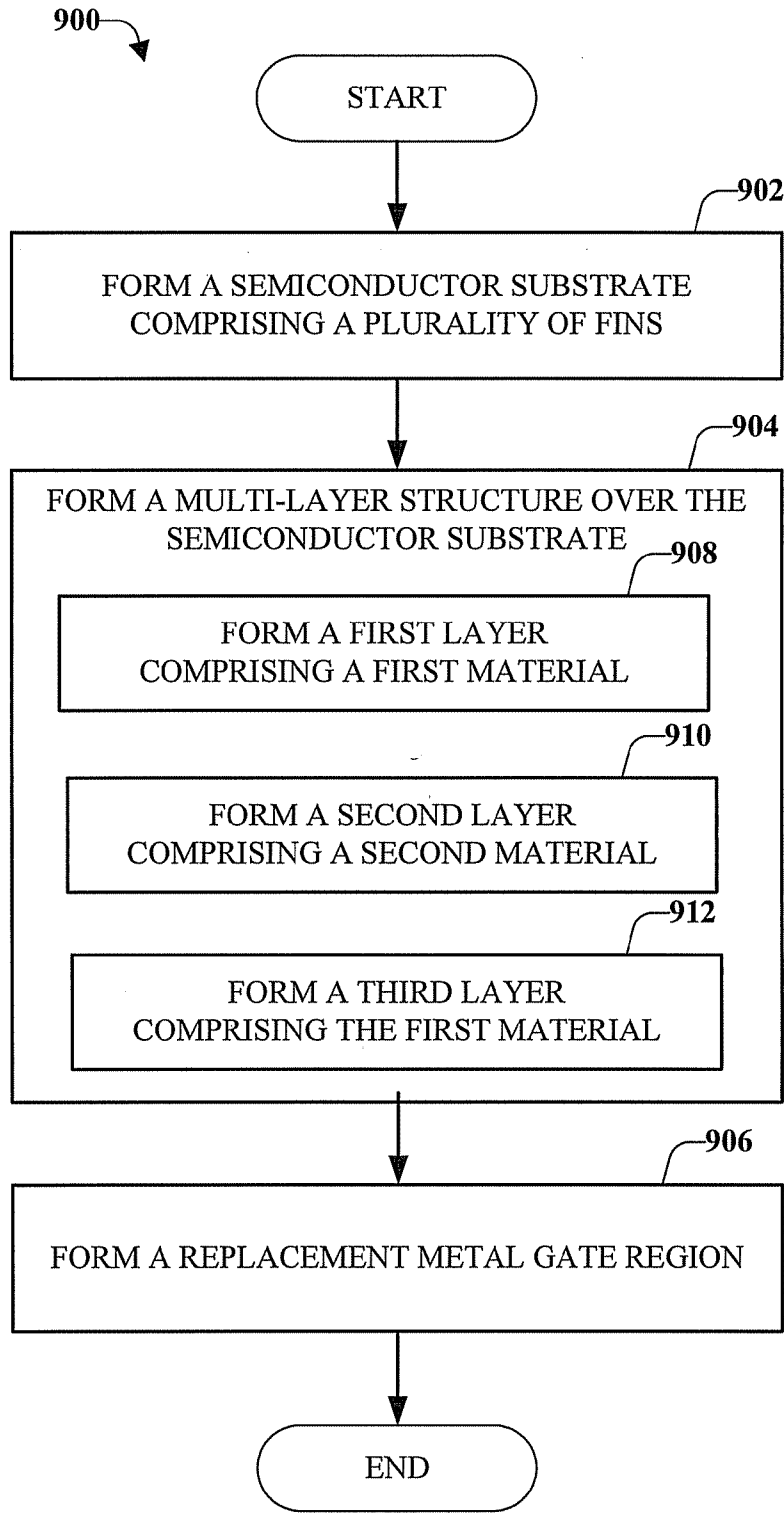 900
START
902
FORM A SEMICONDUCTOR SUBSTRATE
COMPRISING A PLURALITY OF FINS
904
FORM A MULTI-LAYER STRUCTURE OVER THE
SEMICONDUCTOR SUBSTRATE
908
FORM A FIRST LAYER
COMPRISING A FIRST MATERIAL
910
FORM A SECOND LAYER
COMPRISING A SECOND MATERIAL
912
FORM A THIRD LAYER
COMPRISING THE FIRST MATERIAL
906
FORM A REPLACEMENT METAL GATE REGION
END